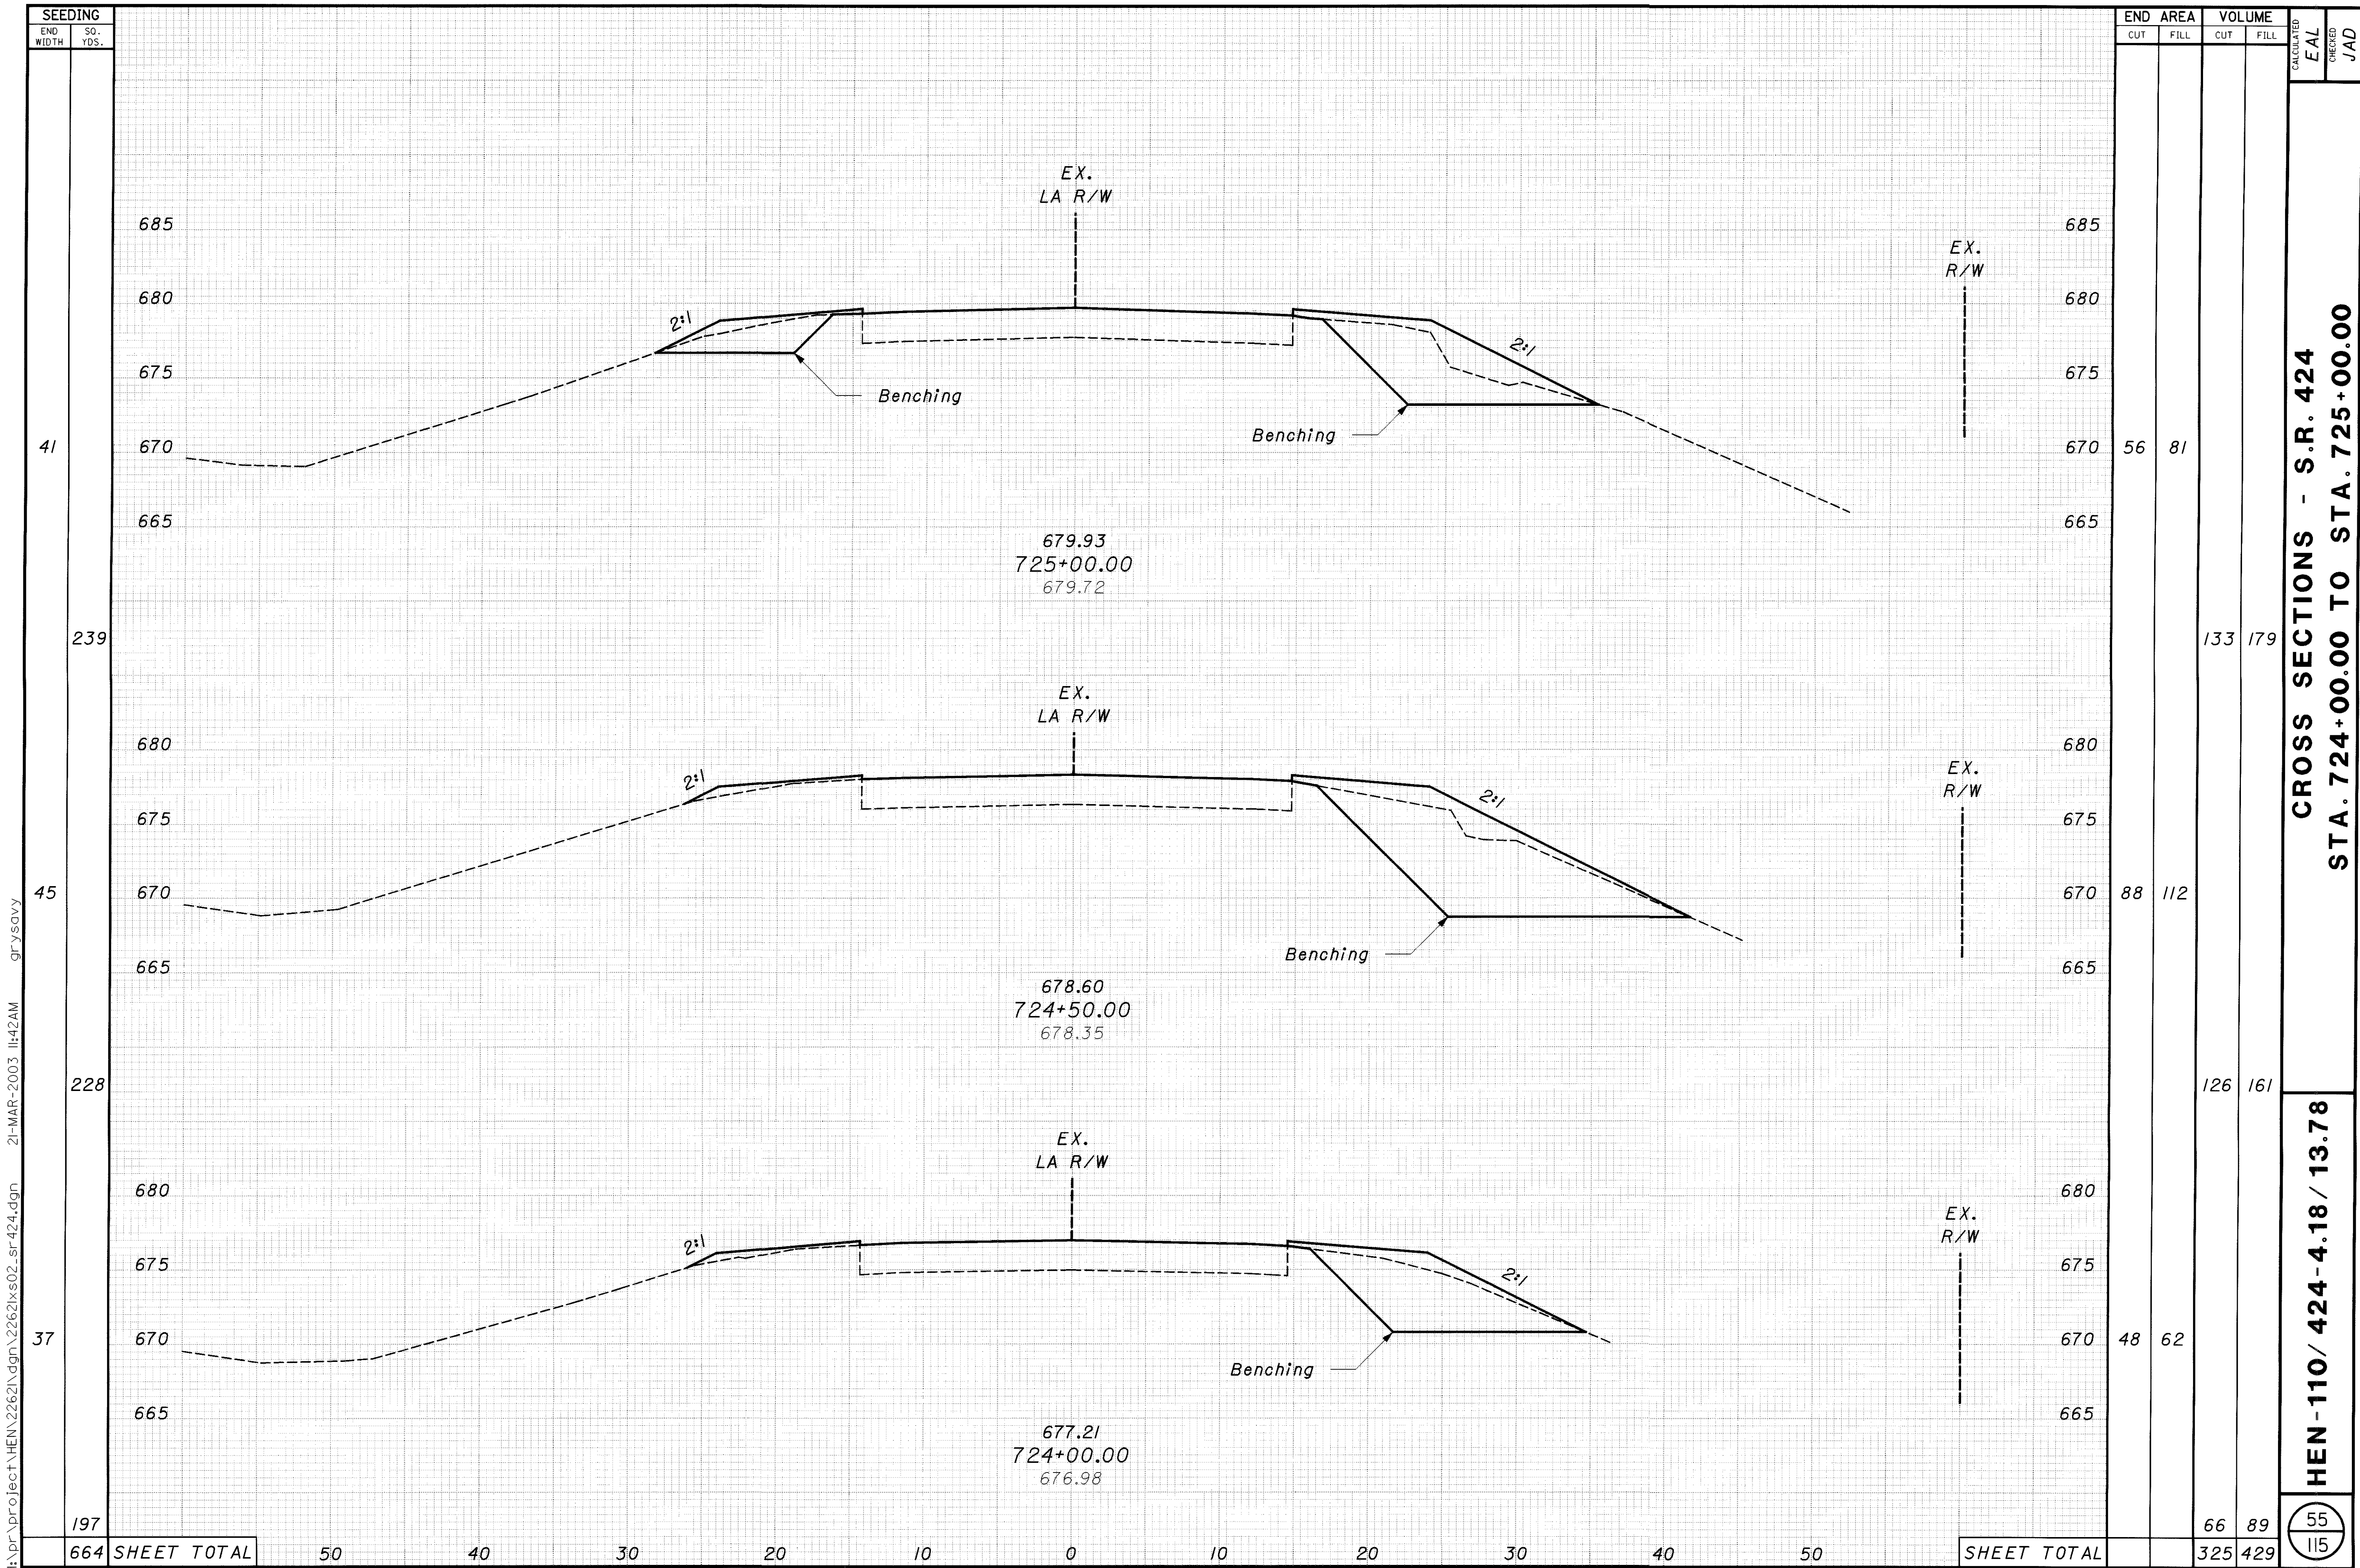 SEEDING
END WIDTH
SQ. YDS.
END AREA
VOLUME
CUT
FILL
CUT
FILL
CALCULATED
EAL
CHECKED
JAD
EX.
LA R/W
EX.
R/W
685
685
680
680
2:1
2:1
675
675
Benching
Benching
41
670
670
56
81
665
665
679.93
725+00.00
679.72
239
133
179
EX.
LA R/W
EX.
R/W
680
680
2:1
2:1
675
675
45
670
670
88
112
Benching
665
665
678.60
724+50.00
678.35
228
126
161
EX.
LA R/W
EX.
R/W
680
680
2:1
2:1
675
675
37
670
670
48
62
Benching
665
665
677.21
724+00.00
676.98
197
66
89
664
SHEET TOTAL
50
40
30
20
10
0
10
20
30
40
50
SHEET TOTAL
325
429
CROSS SECTIONS - S.R. 424
STA. 724+00.00 TO STA. 725+00.00
HEN-110/ 424-4.18/ 13.78
55
115
I:\pr\project\HEN\22621\dgn\22621xs02_sr424.dgn 21-MAR-2003 11:42AM grysavy